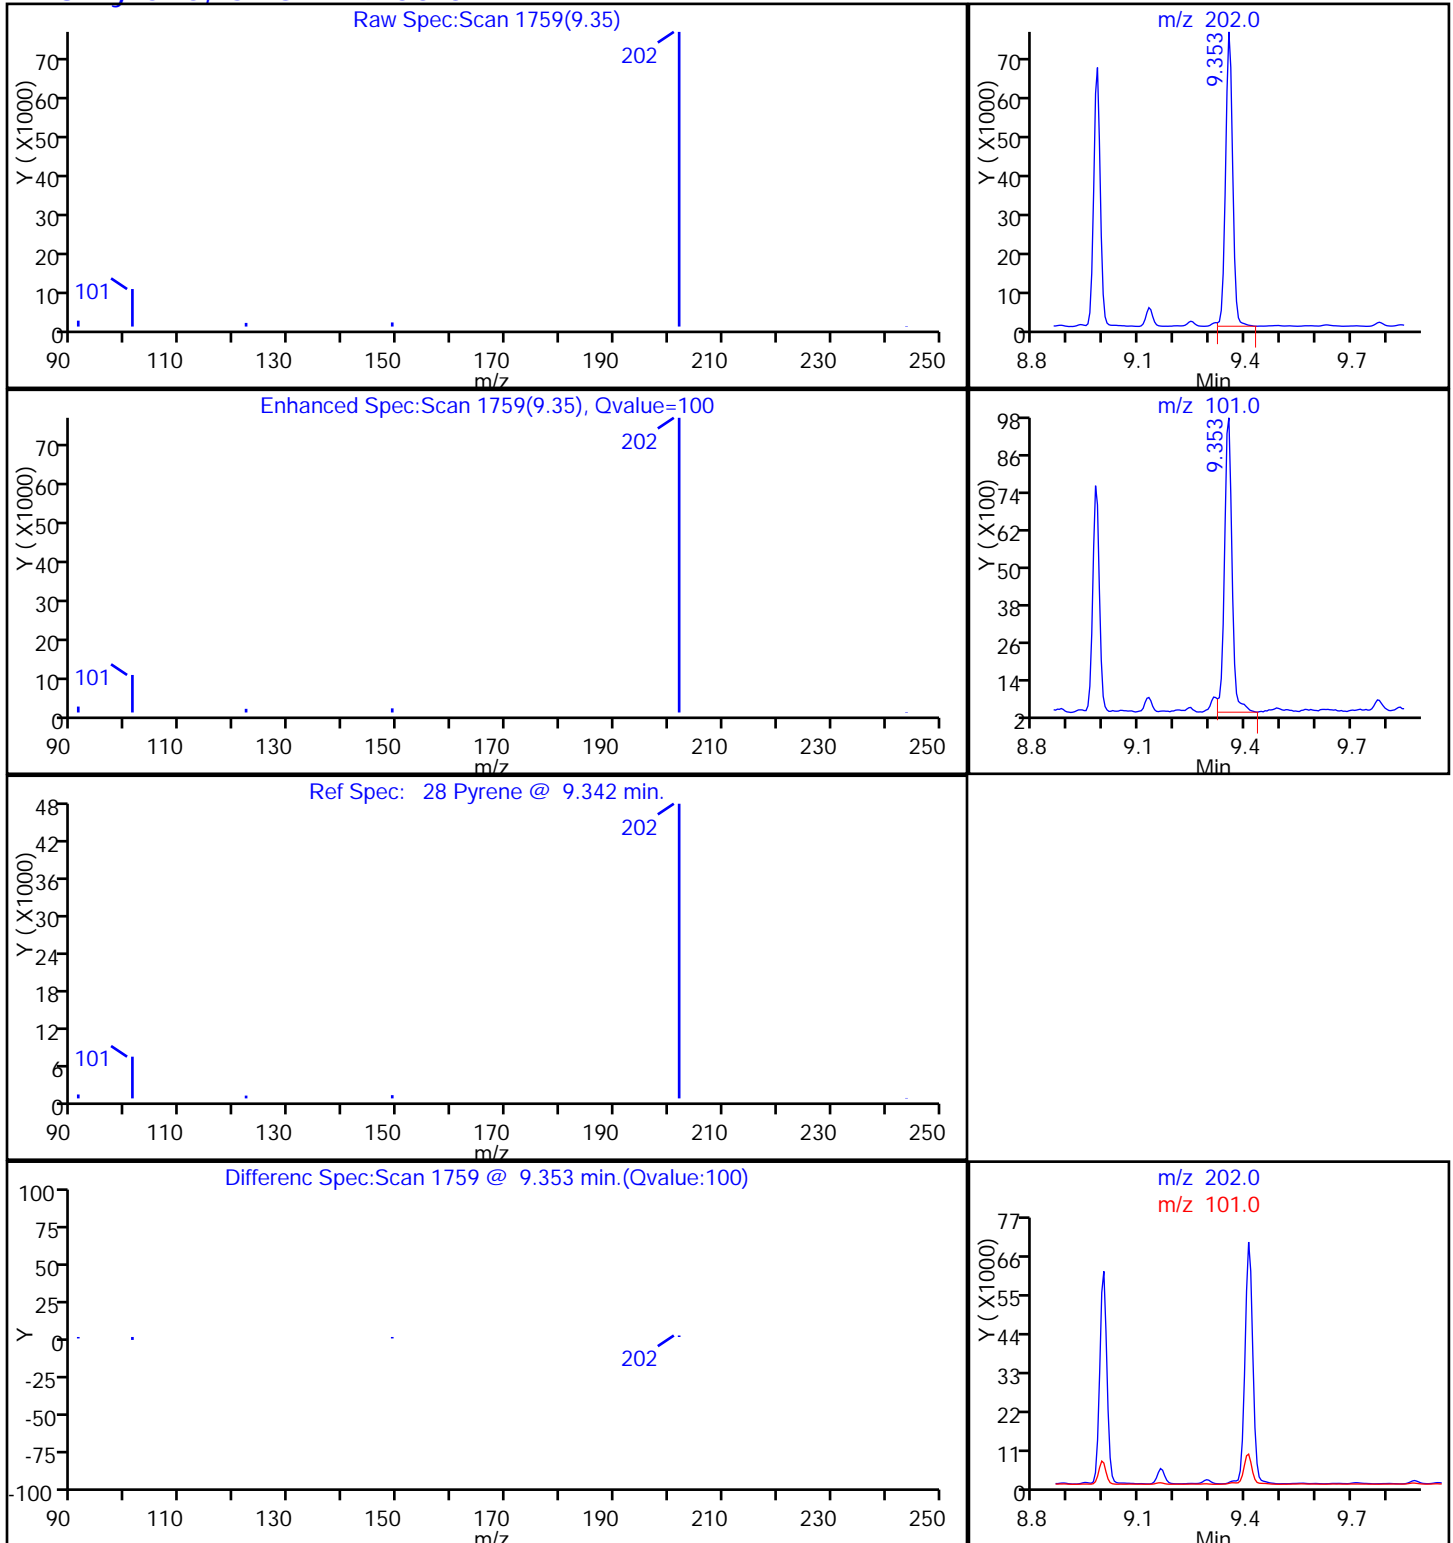 Raw Spec:Scan 1759(9.35)
Y ( X1000)
70
60
50
40
30
20
10
0
202
101
90 110 130 150 170 190 210 230 250
m/z
m/z 202.0
Y ( X1000)
70
60
50
40
30
20
10
0
9.353
8.8 9.1 9.4 9.7
Min
Enhanced Spec:Scan 1759(9.35), Qvalue=100
Y ( X1000)
70
60
50
40
30
20
10
0
202
101
90 110 130 150 170 190 210 230 250
m/z
m/z 101.0
Y ( X100)
98
86
74
62
50
38
26
14
2
9.353
8.8 9.1 9.4 9.7
Min
Ref Spec: 28 Pyrene @ 9.342 min.
Y ( X1000)
48
42
36
30
24
18
12
6
0
202
101
90 110 130 150 170 190 210 230 250
m/z
Differenc Spec:Scan 1759 @ 9.353 min.(Qvalue:100)
Y
100
75
50
25
0
-25
-50
-75
-100
202
90 110 130 150 170 190 210 230 250
m/z
m/z 202.0
m/z 101.0
Y ( X1000)
77
66
55
44
33
22
11
0
8.8 9.1 9.4 9.7
Min